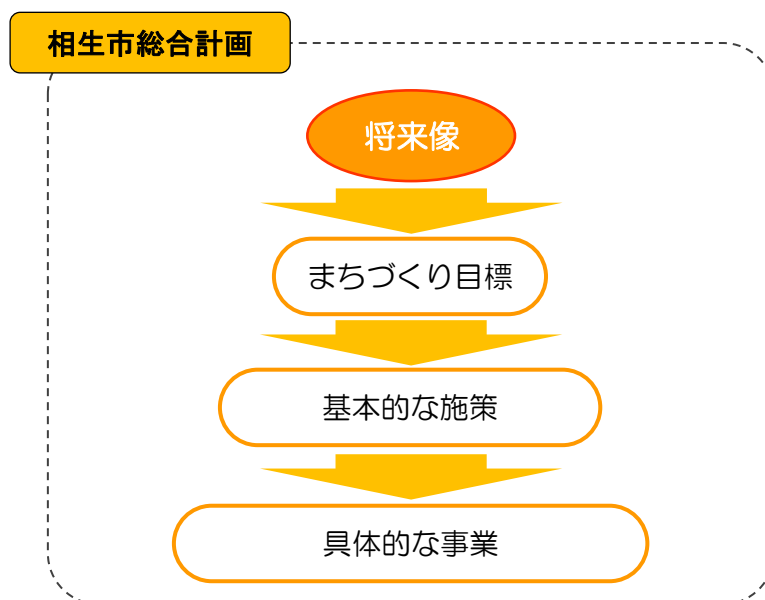 相生市総合計画
将来像
まちづくり目標
基本的な施策
具体的な事業